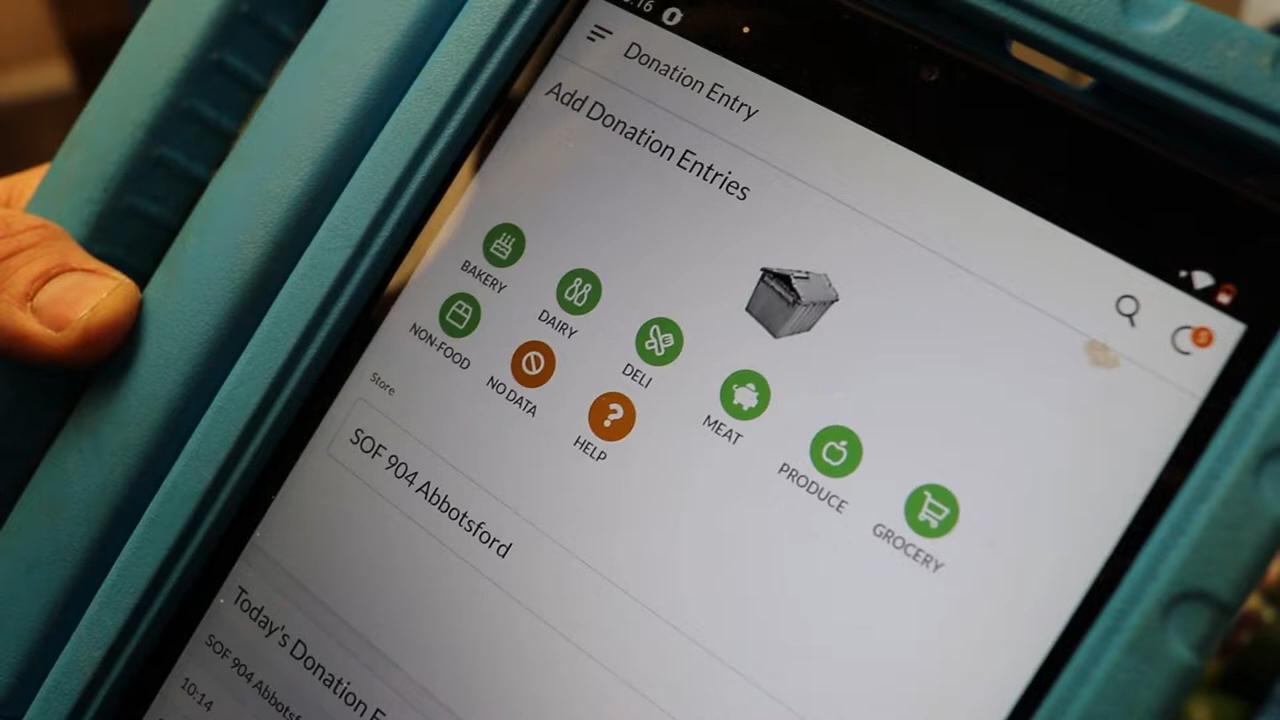 :16
Donation Entry
Add Donation Entries
BAKERY
DAIRY
DELI
MEAT
PRODUCE
GROCERY
NON-FOOD
NO DATA
HELP
Store
SOF 904 Abbotsford
Today's Donation E
SOF 904 Abbotsf
10:14